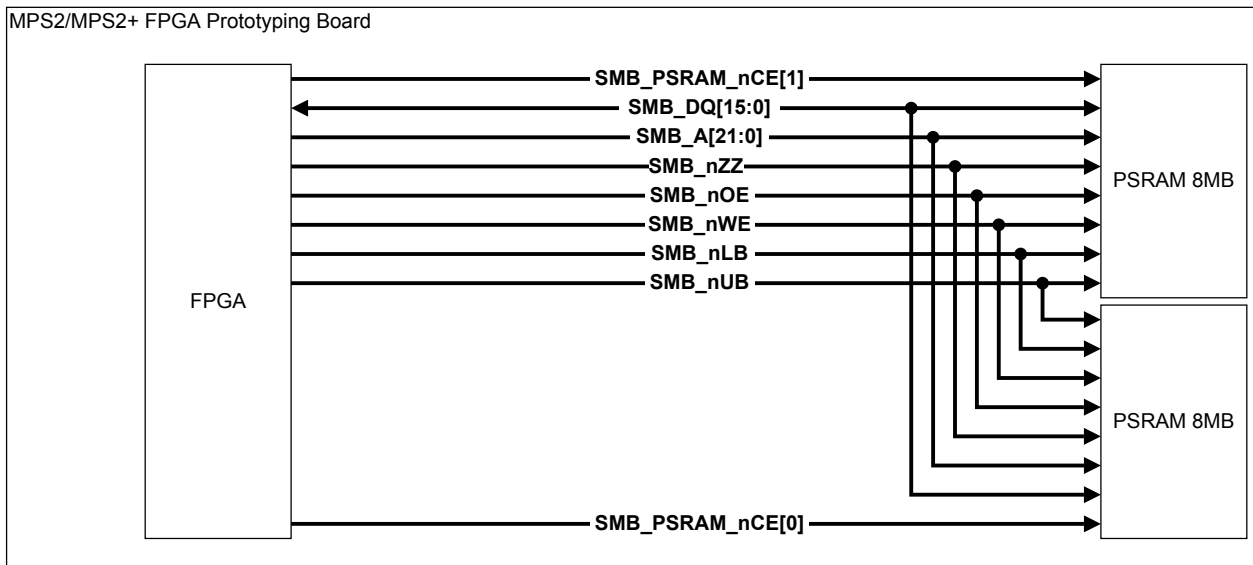 MPS2/MPS2+ FPGA Prototyping Board
SMB_PSRAM_nCE[1]
SMB_DQ[15:0]
SMB_A[21:0]
SMB_nZZ
SMB_nOE
SMB_nWE
SMB_nLB
SMB_nUB
FPGA
PSRAM 8MB
PSRAM 8MB
SMB_PSRAM_nCE[0]